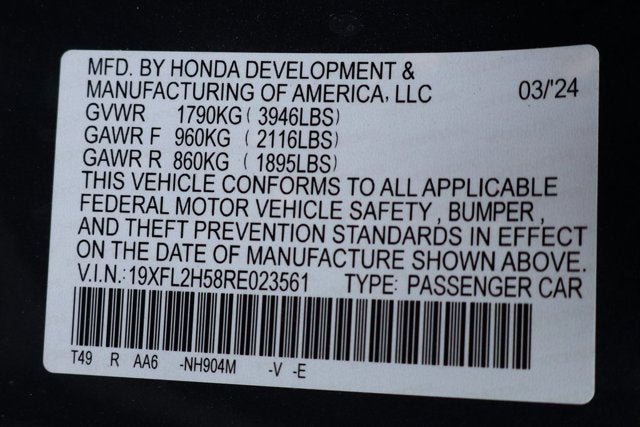 MFD. BY HONDA DEVELOPMENT &
MANUFACTURING OF AMERICA, LLC 03/'24
GVWR 1790KG ( 3946LBS)
GAWR F 960KG ( 2116LBS)
GAWR R 860KG ( 1895LBS)
THIS VEHICLE CONFORMS TO ALL APPLICABLE
FEDERAL MOTOR VEHICLE SAFETY , BUMPER ,
AND THEFT PREVENTION STANDARDS IN EFFECT
ON THE DATE OF MANUFACTURE SHOWN ABOVE.
V.I.N.:19XFL2H58RE023561 TYPE: PASSENGER CAR
T49 R AA6 -NH904M -V -E